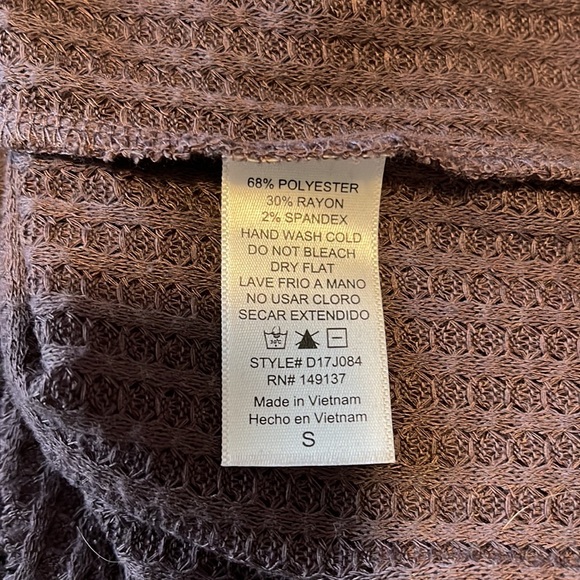 68% POLYESTER
30% RAYON
2% SPANDEX
HAND WASH COLD
DO NOT BLEACH
DRY FLAT
LAVE FRIO A MANO
NO USAR CLORO
SECAR EXTENDIDO
STYLE# D17J084
RN# 149137
Made in Vietnam
Hecho en Vietnam
S